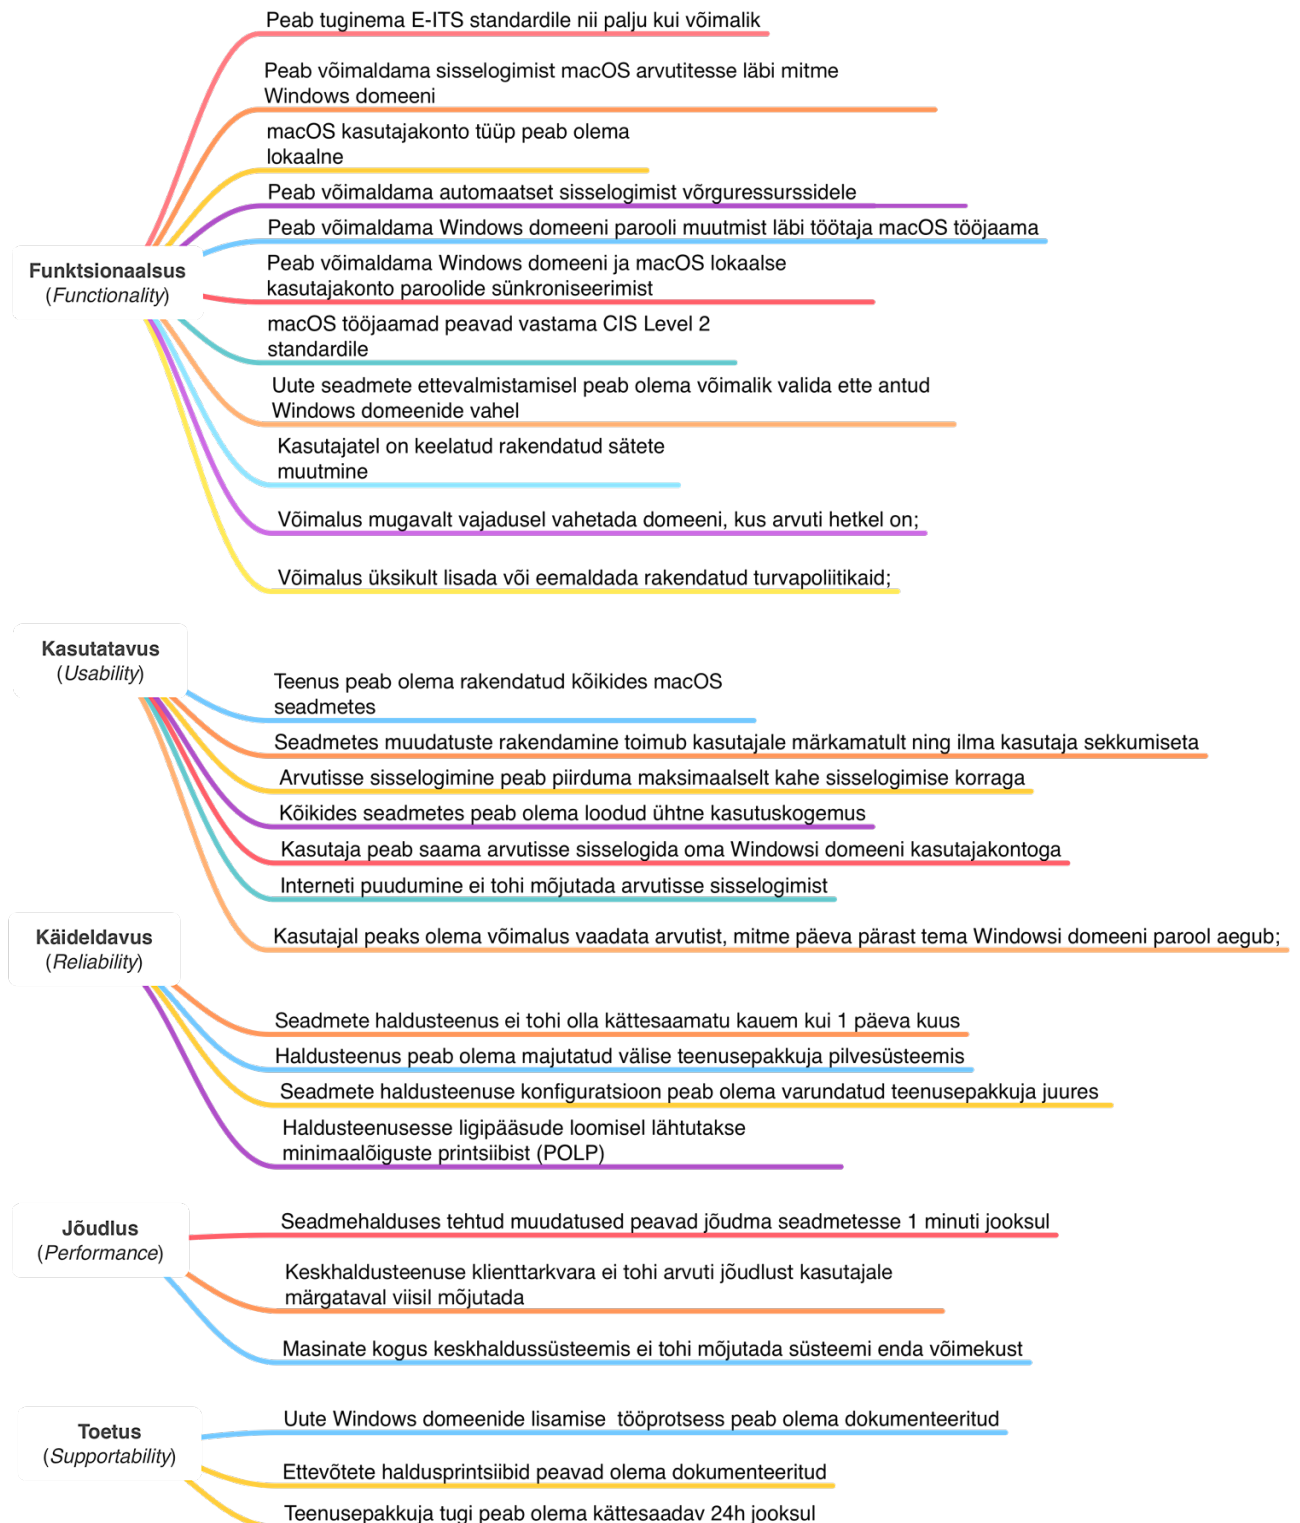 Peab tuginema E-ITS standardile nii palju kui võimalik
Peab võimaldama sisselogimist macOS arvutitesse läbi mitme
Windows domeeni
macOS kasutajakonto tüüp peab olema
lokaalne
Peab võimaldama automaatset sisselogimist võrguressurssidele
Peab võimaldama Windows domeeni parooli muutmist läbi töötaja macOS tööjaama
Funktsionaalsus
(Functionality)
Peab võimaldama Windows domeeni ja macOS lokaalse
kasutajakonto paroolide sünkroniseerimist
macOS tööjaamad peavad vastama CIS Level 2
standardile
Uute seadmete ettevalmistamisel peab olema võimalik valida ette antud
Windows domeenide vahel
Kasutajatel on keelatud rakendatud sätete
muutmine
Võimalus mugavalt vajadusel vahetada domeeni, kus arvuti hetkel on;
Võimalus üksikult lisada või eemaldada rakendatud turvapoliitikaid;
Kasutatavus
(Usability)
Teenus peab olema rakendatud kõikides macOS
seadmetes
Seadmetes muudatuste rakendamine toimub kasutajale märkamatult ning ilma kasutaja sekkumiseta
Arvutisse sisselogimine peab piirduma maksimaalselt kahe sisselogimise korraga
Kõikides seadmetes peab olema loodud ühtne kasutuskogemus
Kasutaja peab saama arvutisse sisselogida oma Windowsi domeeni kasutajakontoga
Interneti puudumine ei tohi mõjutada arvutisse sisselogimist
Kasutajal peaks olema võimalus vaadata arvutist, mitme päeva pärast tema Windowsi domeeni parool aegub;
Käideldavus
(Reliability)
Seadmete haldusteenus ei tohi olla kättesaamatu kauem kui 1 päeva kuus
Haldusteenus peab olema majutatud välise teenusepakkuja pilvesüsteemis
Seadmete haldusteenuse konfiguratsioon peab olema varundatud teenusepakkuja juures
Haldusteenusesse ligipääsude loomisel lähtutakse
minimaalõiguste printsiibist (POLP)
Jõudlus
(Performance)
Seadmehalduses tehtud muudatused peavad jõudma seadmetesse 1 minuti jooksul
Keskhaldusteenuse klienttarkvara ei tohi arvuti jõudlust kasutajale
märgataval viisil mõjutada
Masinate kogus keskhaldussüsteemis ei tohi mõjutada süsteemi enda võimekust
Toetus
(Supportability)
Uute Windows domeenide lisamise  tööprotsess peab olema dokumenteeritud
Ettevõtete haldusprintsiibid peavad olema dokumenteeritud
Teenusepakkuja tugi peab olema kättesaadav 24h jooksul